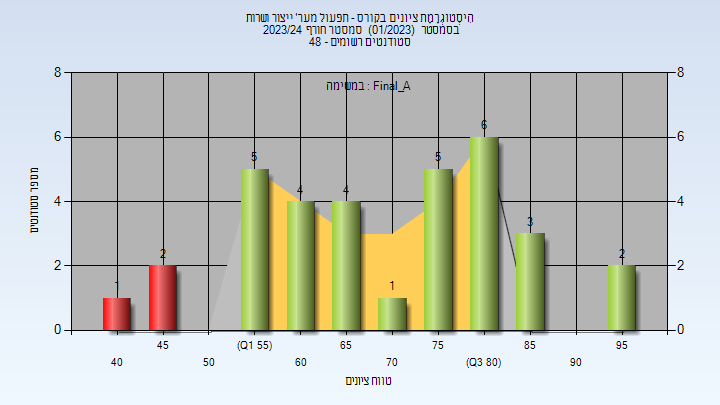 היסטוגרמת ציונים בקורס - תפעול מער' ייצור ושרות
בסמסטר (01/2023) סמסטר חורף 2023/24
סטודנטים רשומים - 48
במשימה : Final_A
מספר סטודנטים
8 8
6 6
4 4
2 2
0 0
1 2 5 4 4 1 5 6 3 2
40 45 50 (Q1 55) 60 65 70 75 (Q3 80) 85 90 95
טווח ציונים